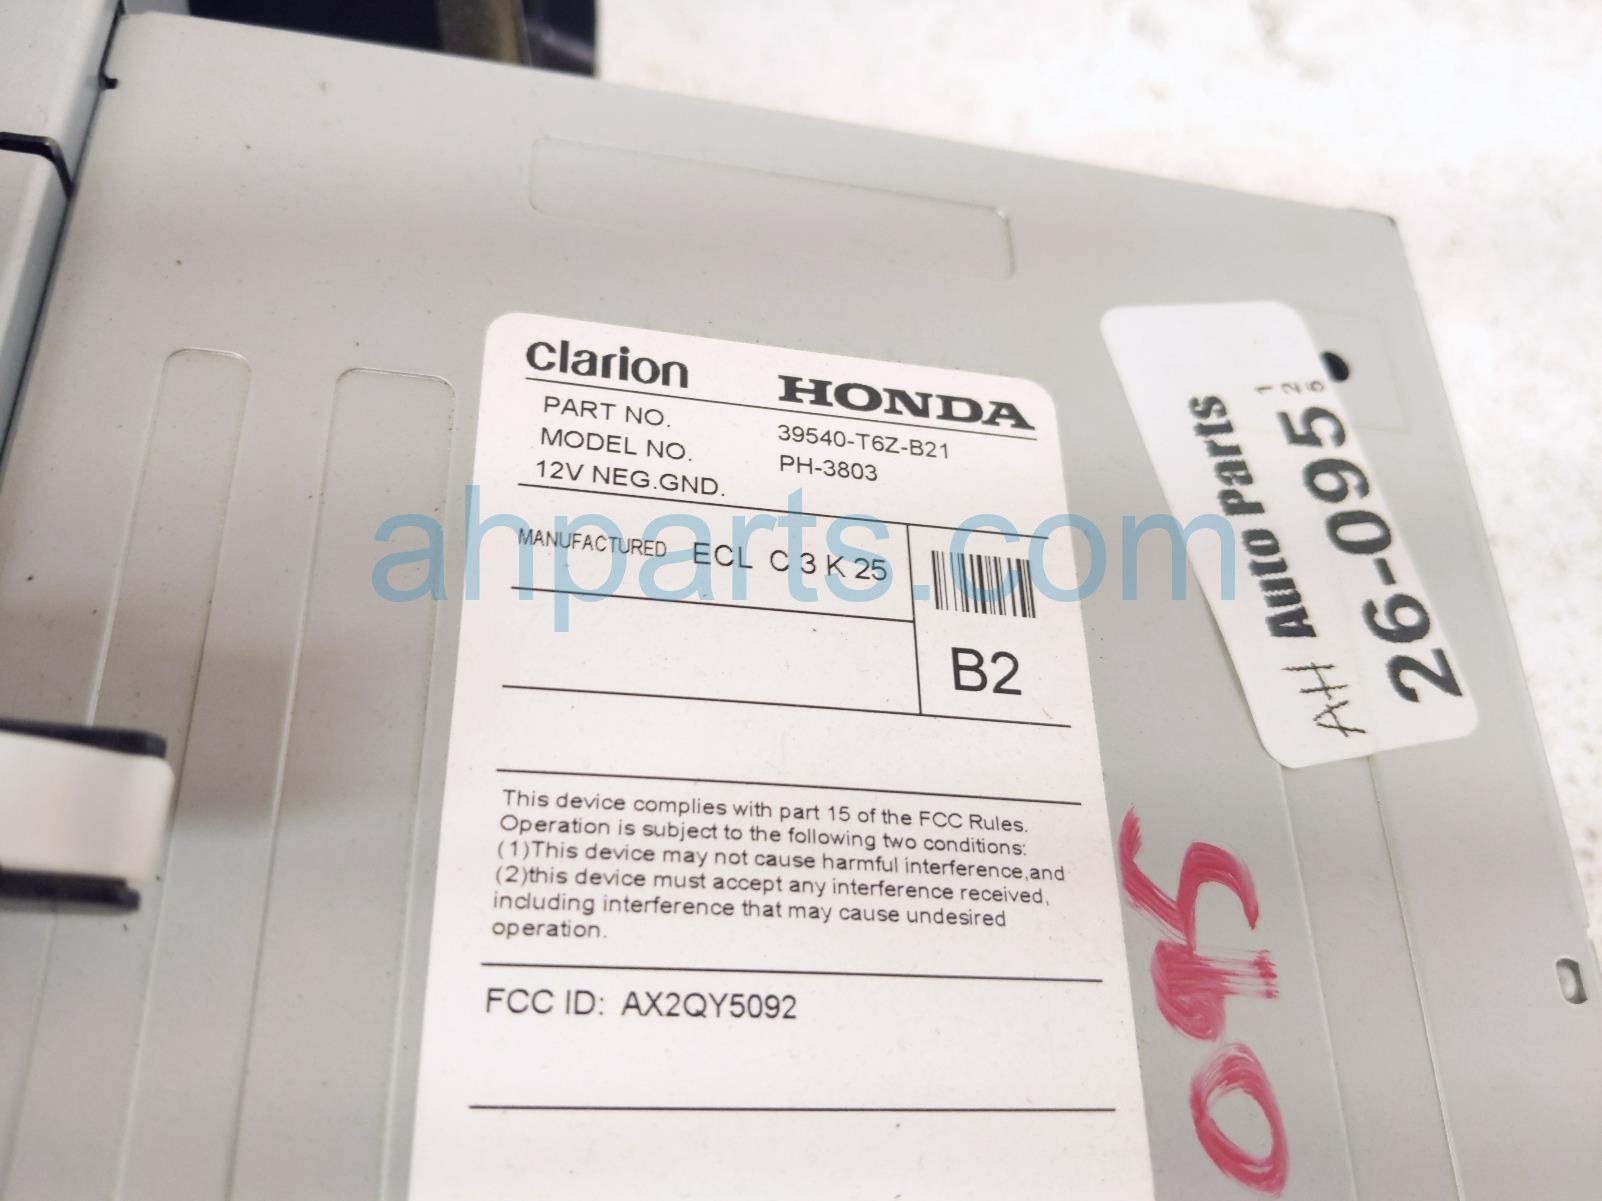 Clarion HONDA
PART NO. 39540-T6Z-B21
MODEL NO. PH-3803
12V NEG.GND.
MANUFACTURED ECL C 3 K 25
B2
This device complies with part 15 of the FCC Rules.
Operation is subject to the following two conditions:
(1)This device may not cause harmful interference,and
(2)this device must accept any interference received,
including interference that may cause undesired
operation.
FCC ID: AX2QY5092
AH Auto Parts
26-095
095
ahparts.com